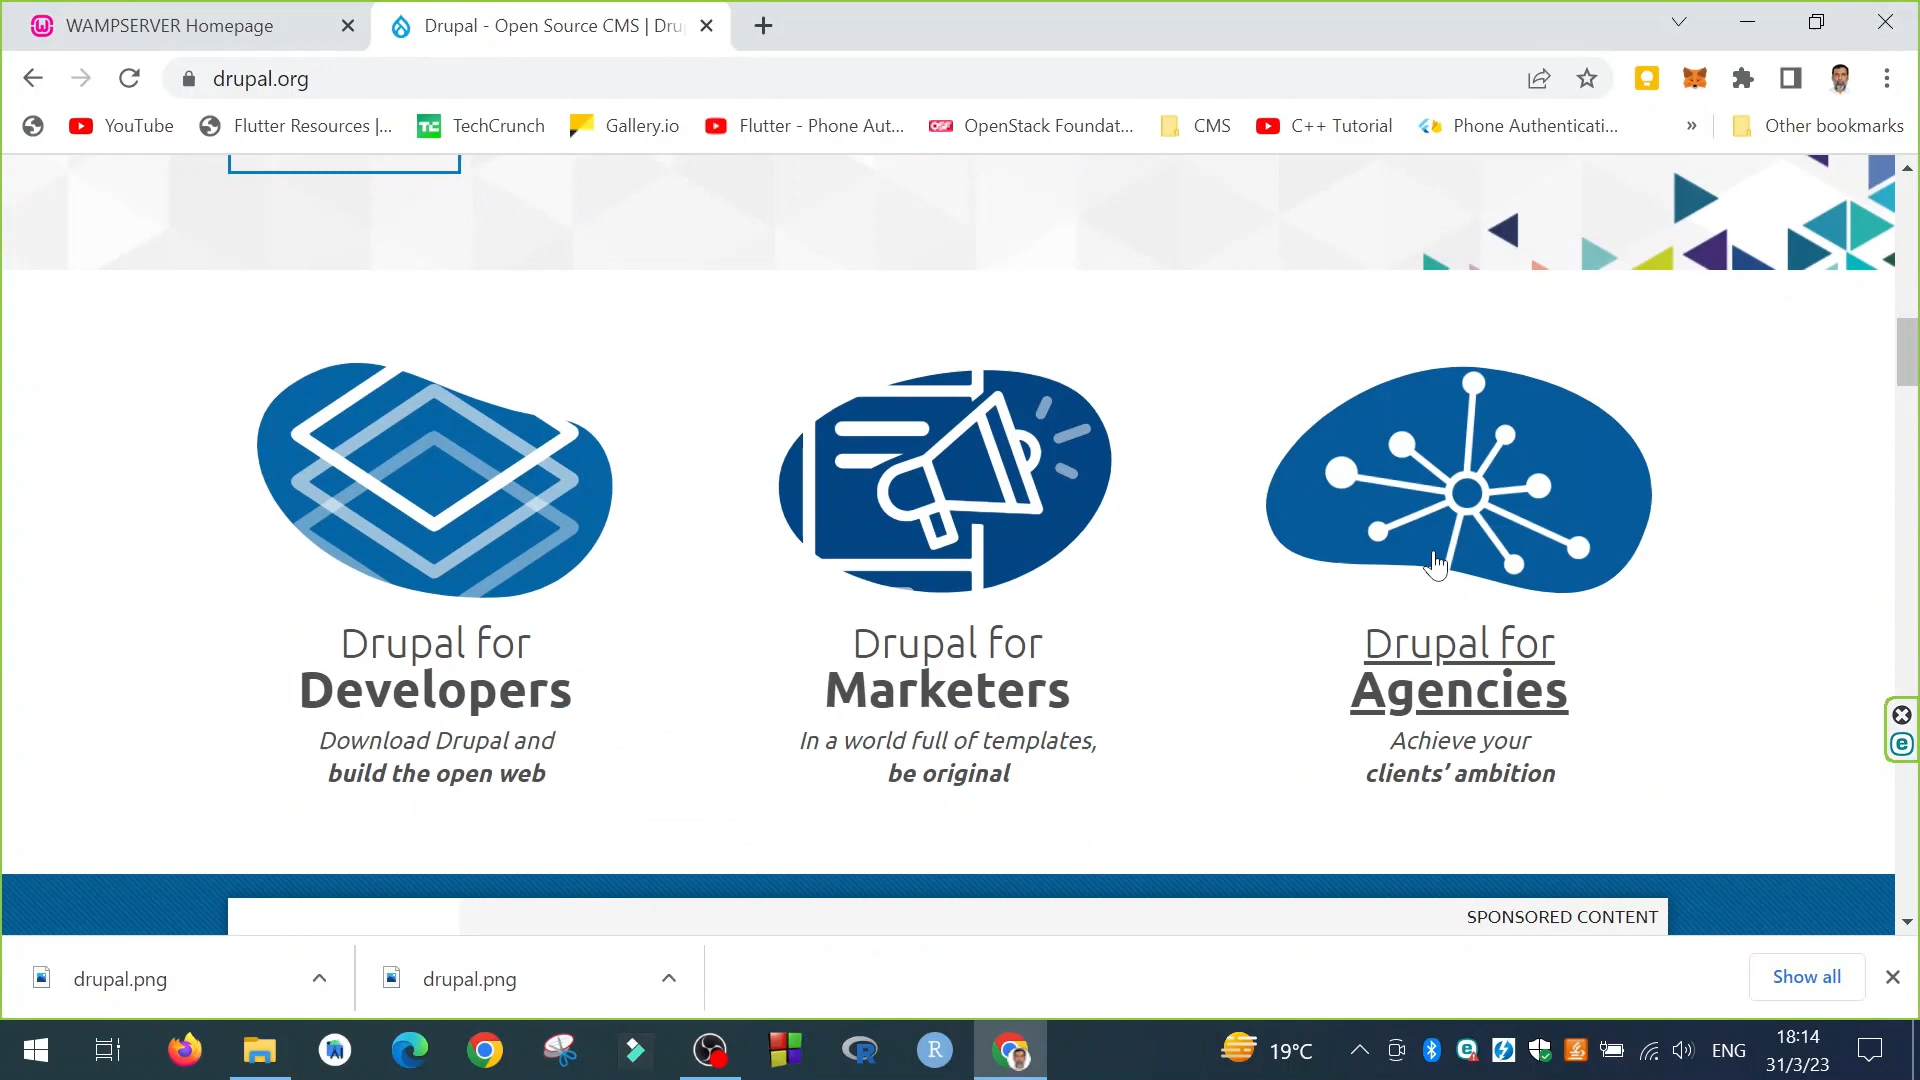 WAMPSERVER Homepage
Drupal - Open Source CMS | Dru
drupal.org
YouTube
Flutter Resources |...
TC
TechCrunch
Gallery.io
Flutter - Phone Aut...
OSF
OpenStack Foundat...
CMS
C++ Tutorial
Phone Authenticati...
»
Other bookmarks
Drupal for
Developers
Download Drupal and
build the open web
Drupal for
Marketers
In a world full of templates,
be original
Drupal for
Agencies
Achieve your
clients’ ambition
SPONSORED CONTENT
drupal.png
drupal.png
Show all
19°C
ENG
18:14
31/3/23